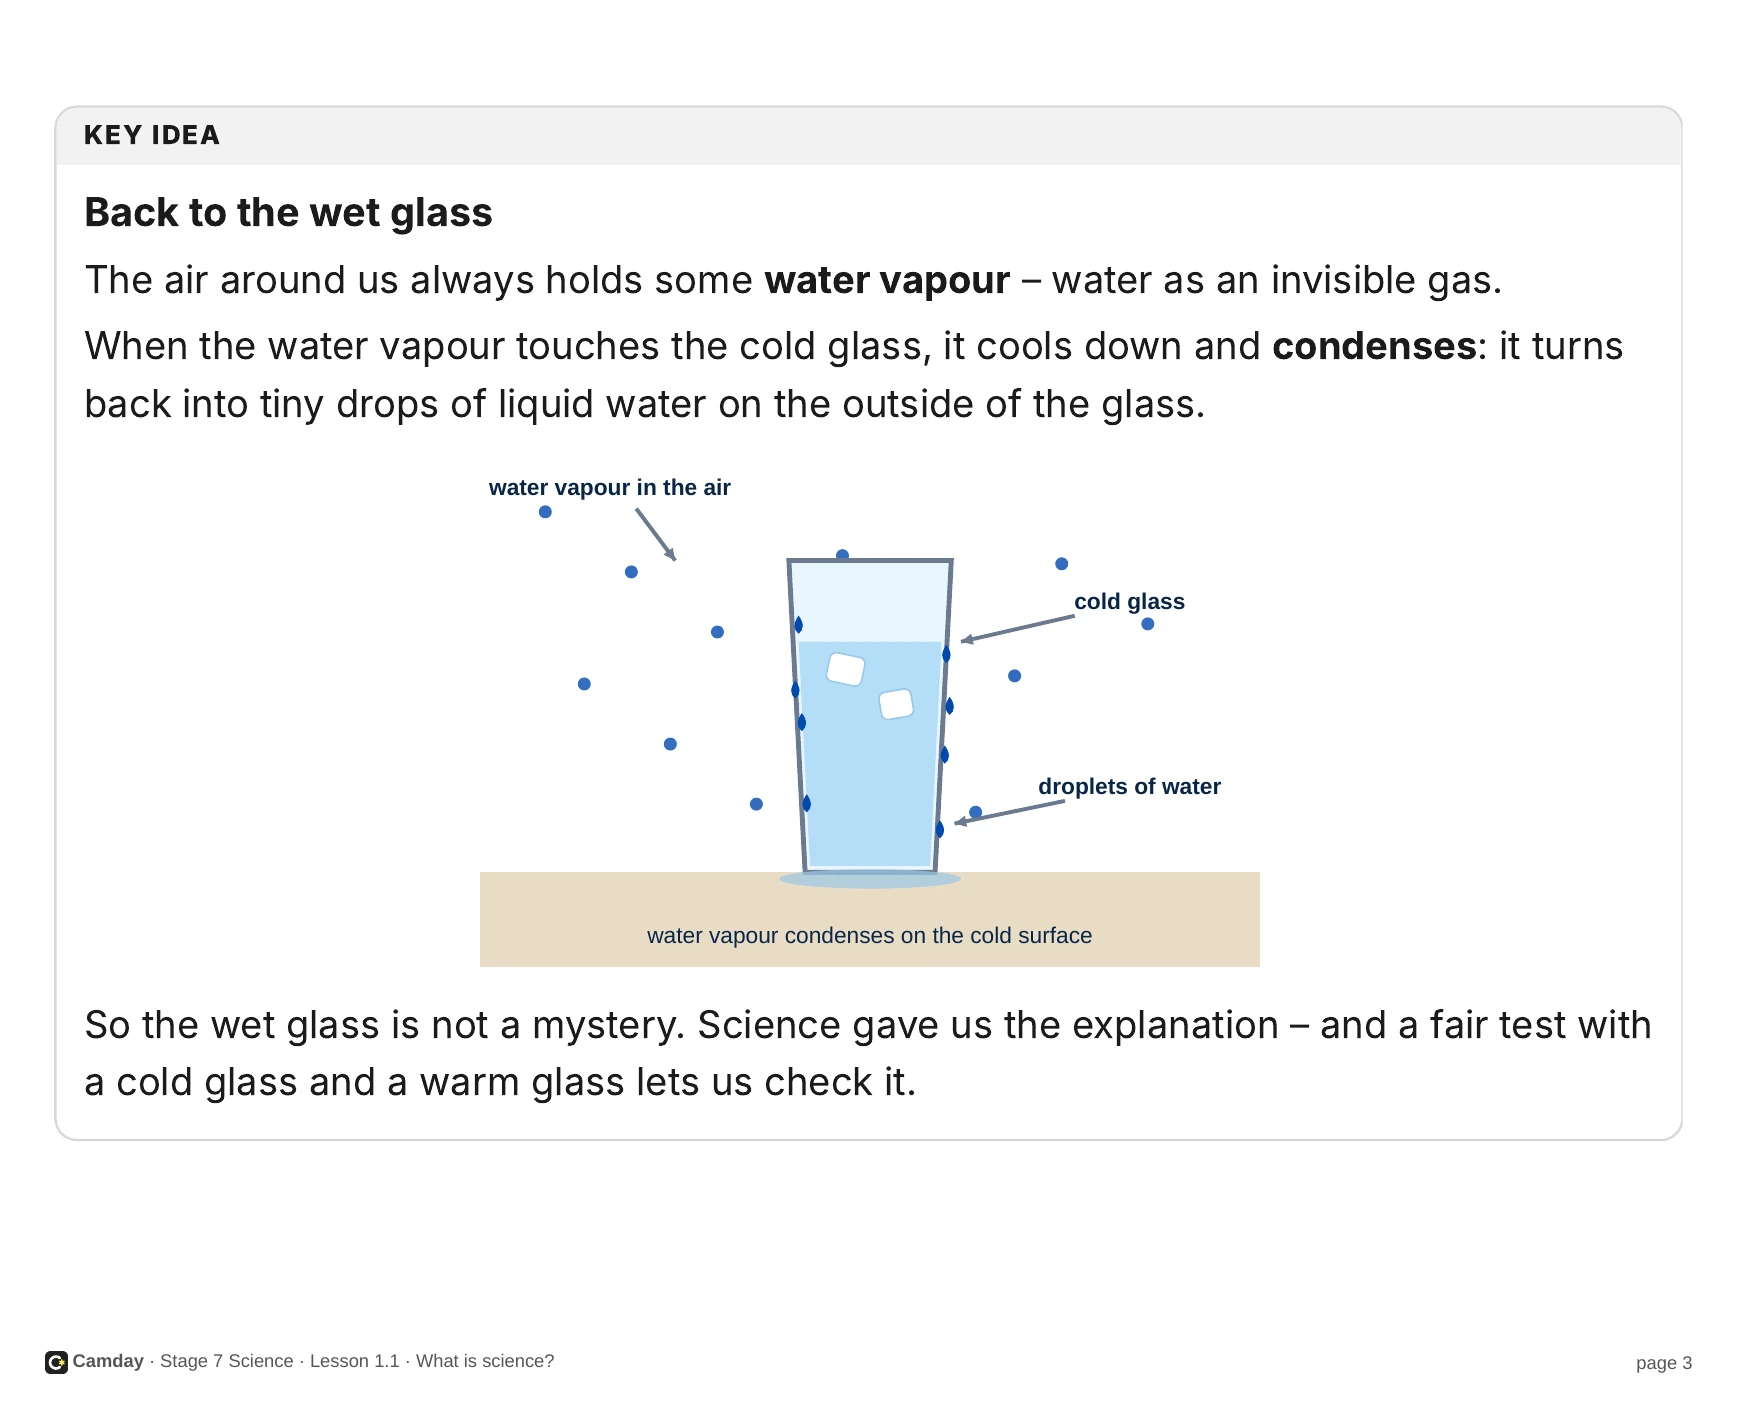 KEY IDEA
Back to the wet glass
The air around us always holds some water vapour – water as an invisible gas.
When the water vapour touches the cold glass, it cools down and condenses: it turns
back into tiny drops of liquid water on the outside of the glass.
water vapour in the air
cold glass
droplets of water
water vapour condenses on the cold surface
So the wet glass is not a mystery. Science gave us the explanation – and a fair test with
a cold glass and a warm glass lets us check it.
Camday · Stage 7 Science · Lesson 1.1 · What is science?
page 3